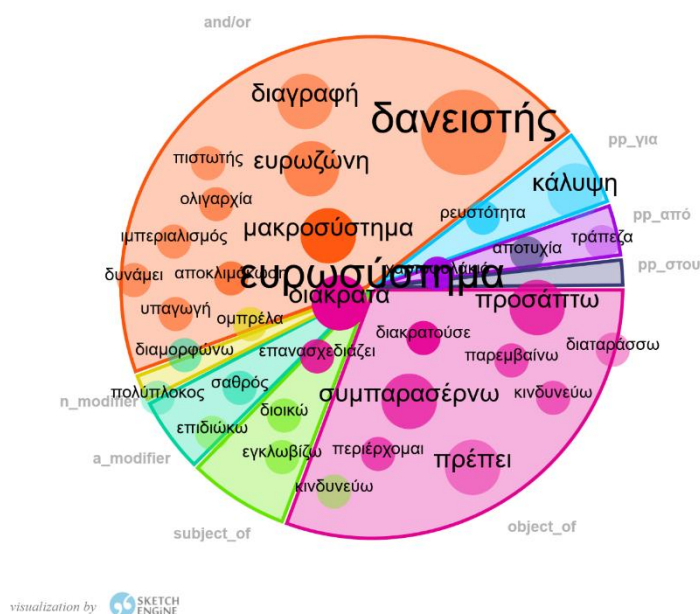 and/or
διαγραφή
δανειστής
pp_για
πιστωτής
ευρωζώνη
κάλυψη
ολιγαρχία
ρευστότητα
pp_από
μακροσύστημα
ιμπεριαλισμός
αποτυχία
τράπεζα
δυνάμει
αποκλιμάκωση
ευρωσύστημα
pp_στου
διακρατά
προσάπτω
υπαγωγή
ομπρέλα
διακρατούσε
διαταράσσω
διαμορφώνω
επανασχεδιάζει
παρεμβαίνω
πολύπλοκος
σαθρός
συμπαρασέρνω
κινδυνεύω
n_modifier
διοικώ
επιδιώκω
εγκλωβίζω
περιέρχομαι
πρέπει
a_modifier
κινδυνεύω
subject_of
object_of
visualization by
SKETCH
ENGINE